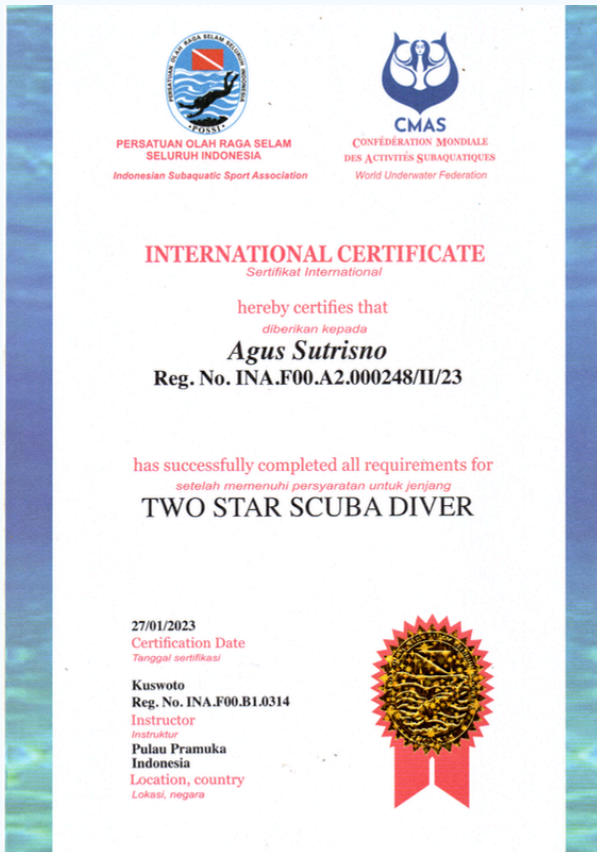 PERSATUAN OLAH RAGA SELAM SELURUH INDONESIA
• POSSI •
PERSATUAN OLAH RAGA SELAM
SELURUH INDONESIA
Indonesian Subaquatic Sport Association
CMAS
CONFÉDÉRATION MONDIALE
DES ACTIVITÉS SUBAQUATIQUES
World Underwater Federation
INTERNATIONAL CERTIFICATE
Sertifikat International
hereby certifies that
diberikan kepada
Agus Sutrisno
Reg. No. INA.F00.A2.000248/II/23
has successfully completed all requirements for
setelah memenuhi persyaratan untuk jenjang
TWO STAR SCUBA DIVER
27/01/2023
Certification Date
Tanggal sertifikasi
Kuswoto
Reg. No. INA.F00.B1.0314
Instructor
Instruktur
Pulau Pramuka
Indonesia
Location, country
Lokasi, negara